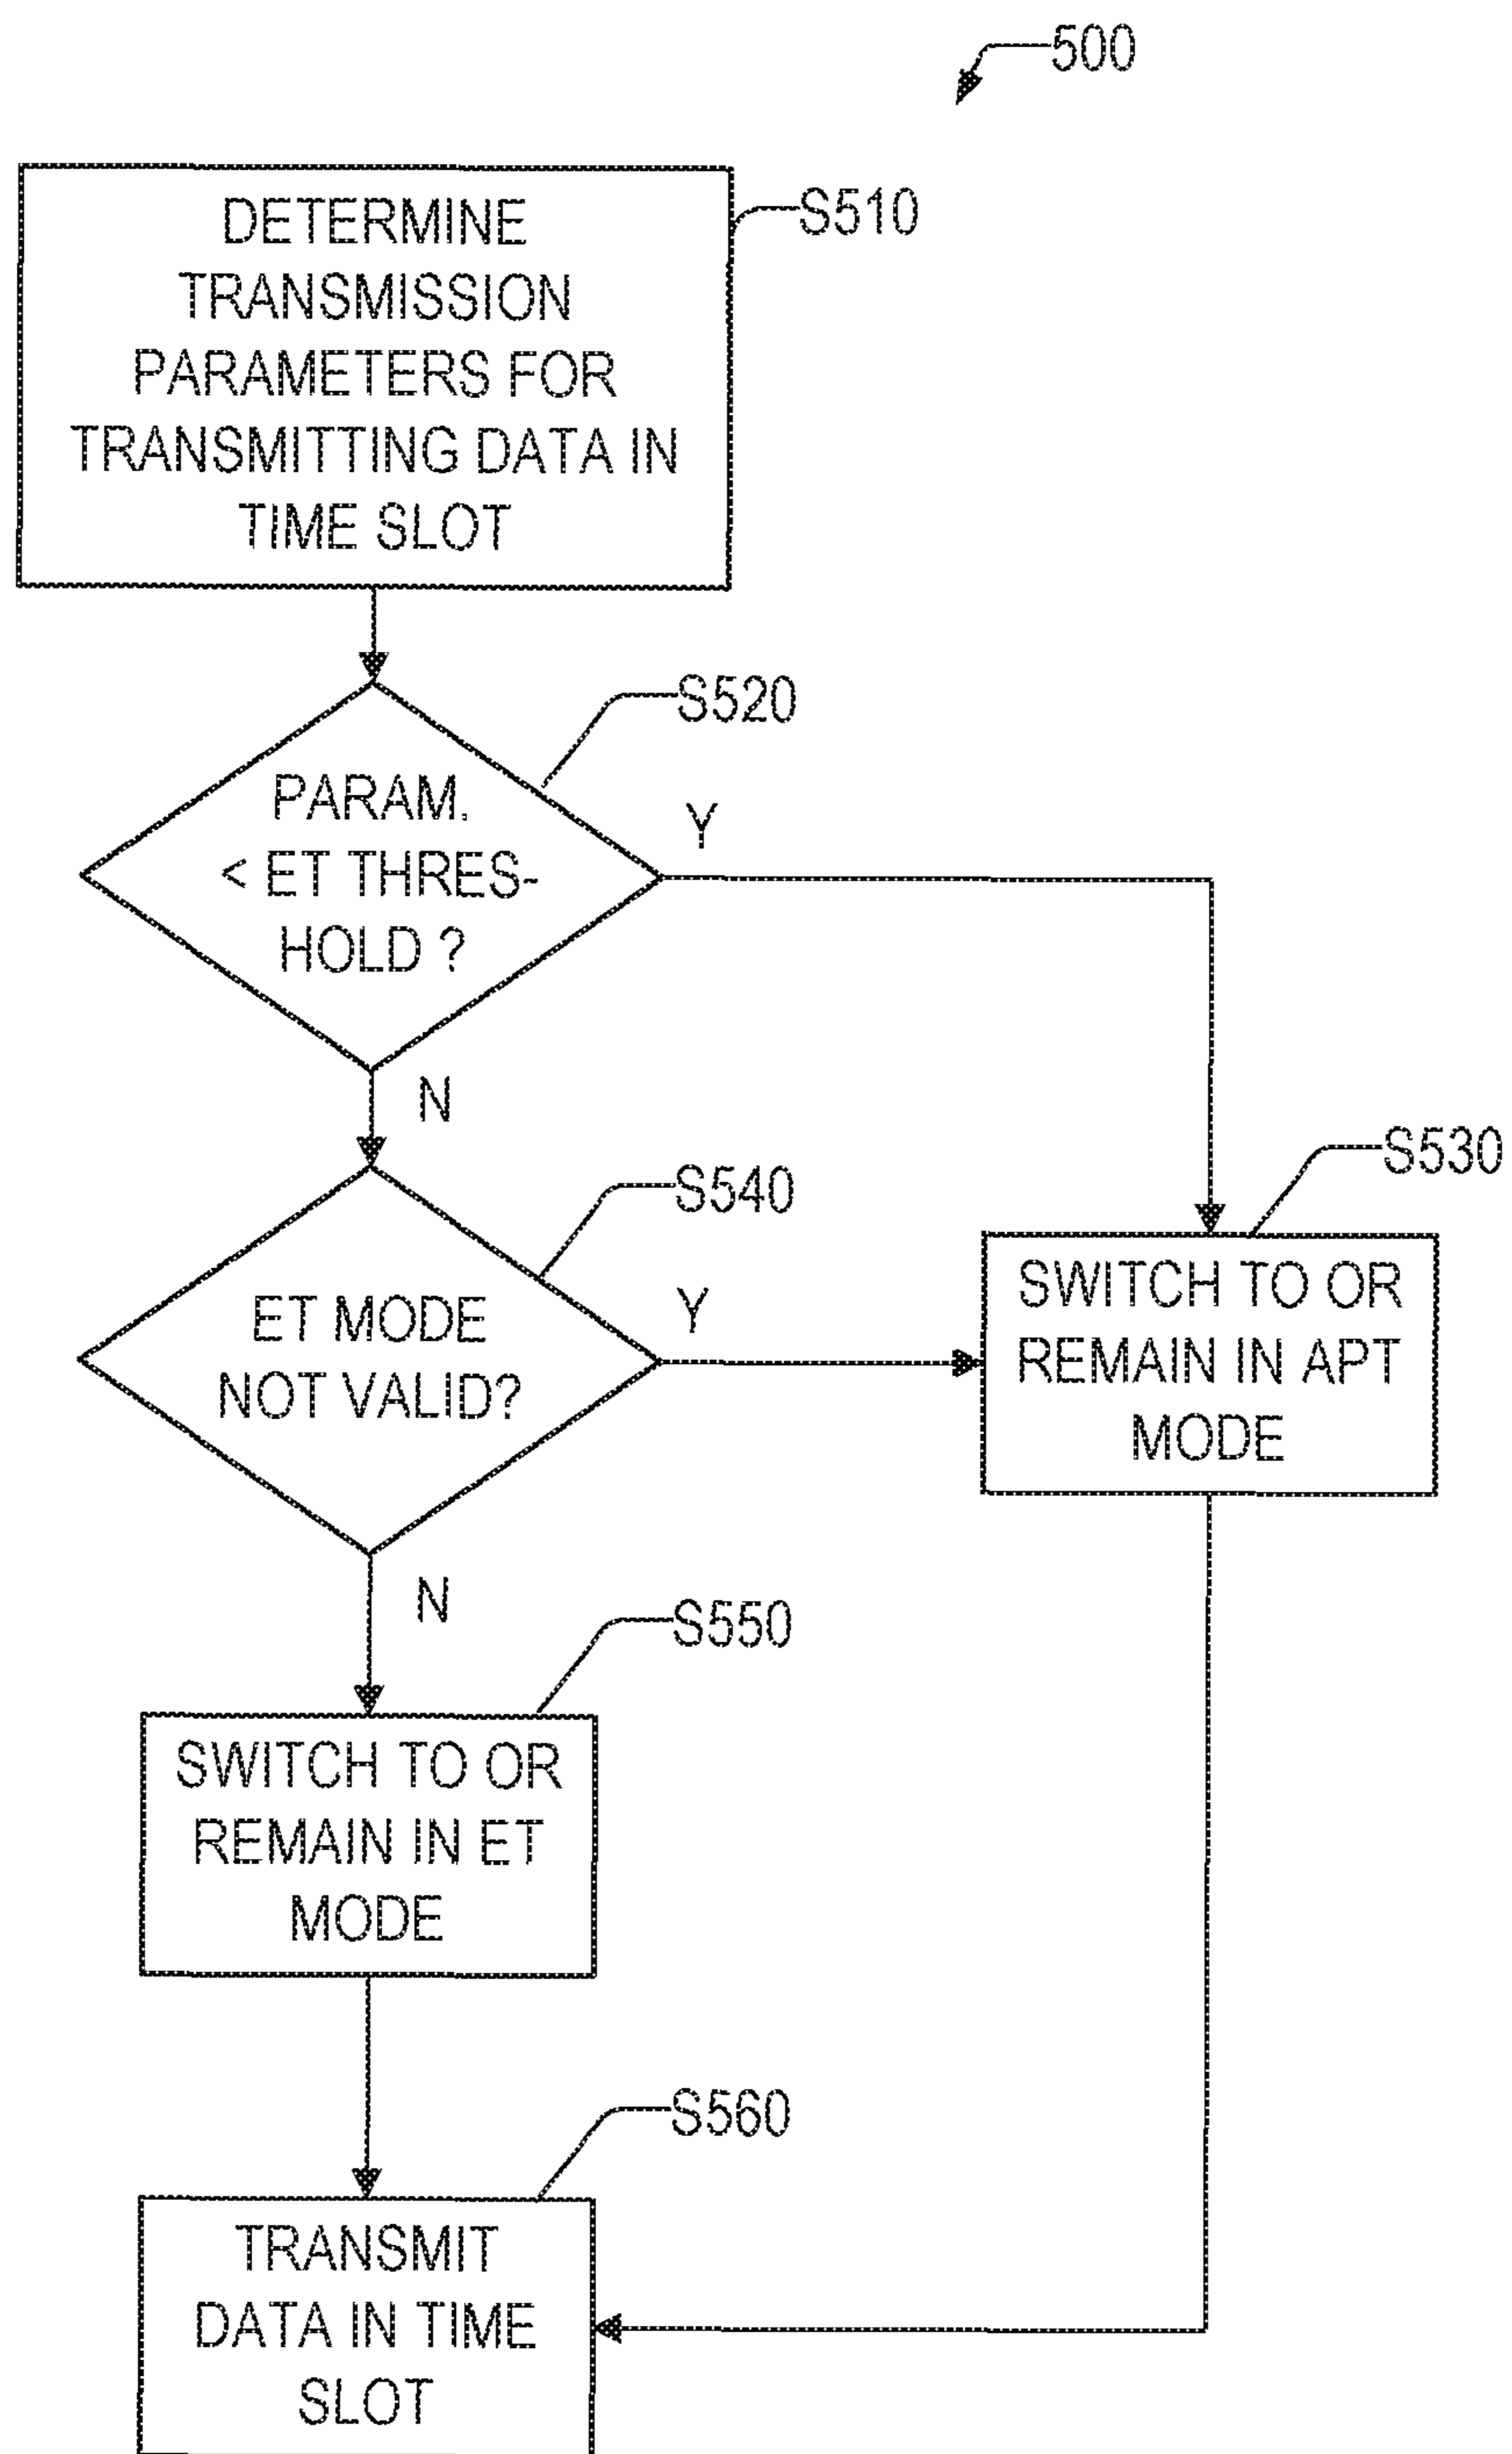 500
DETERMINE
TRANSMISSION
PARAMETERS FOR
TRANSMITTING DATA IN
TIME SLOT
S510
S520
PARAM.
< ET THRES-
HOLD ?
Y
N
S530
SWITCH TO OR
REMAIN IN APT
MODE
S540
ET MODE
NOT VALID?
Y
N
S550
SWITCH TO OR
REMAIN IN ET
MODE
S560
TRANSMIT
DATA IN TIME
SLOT